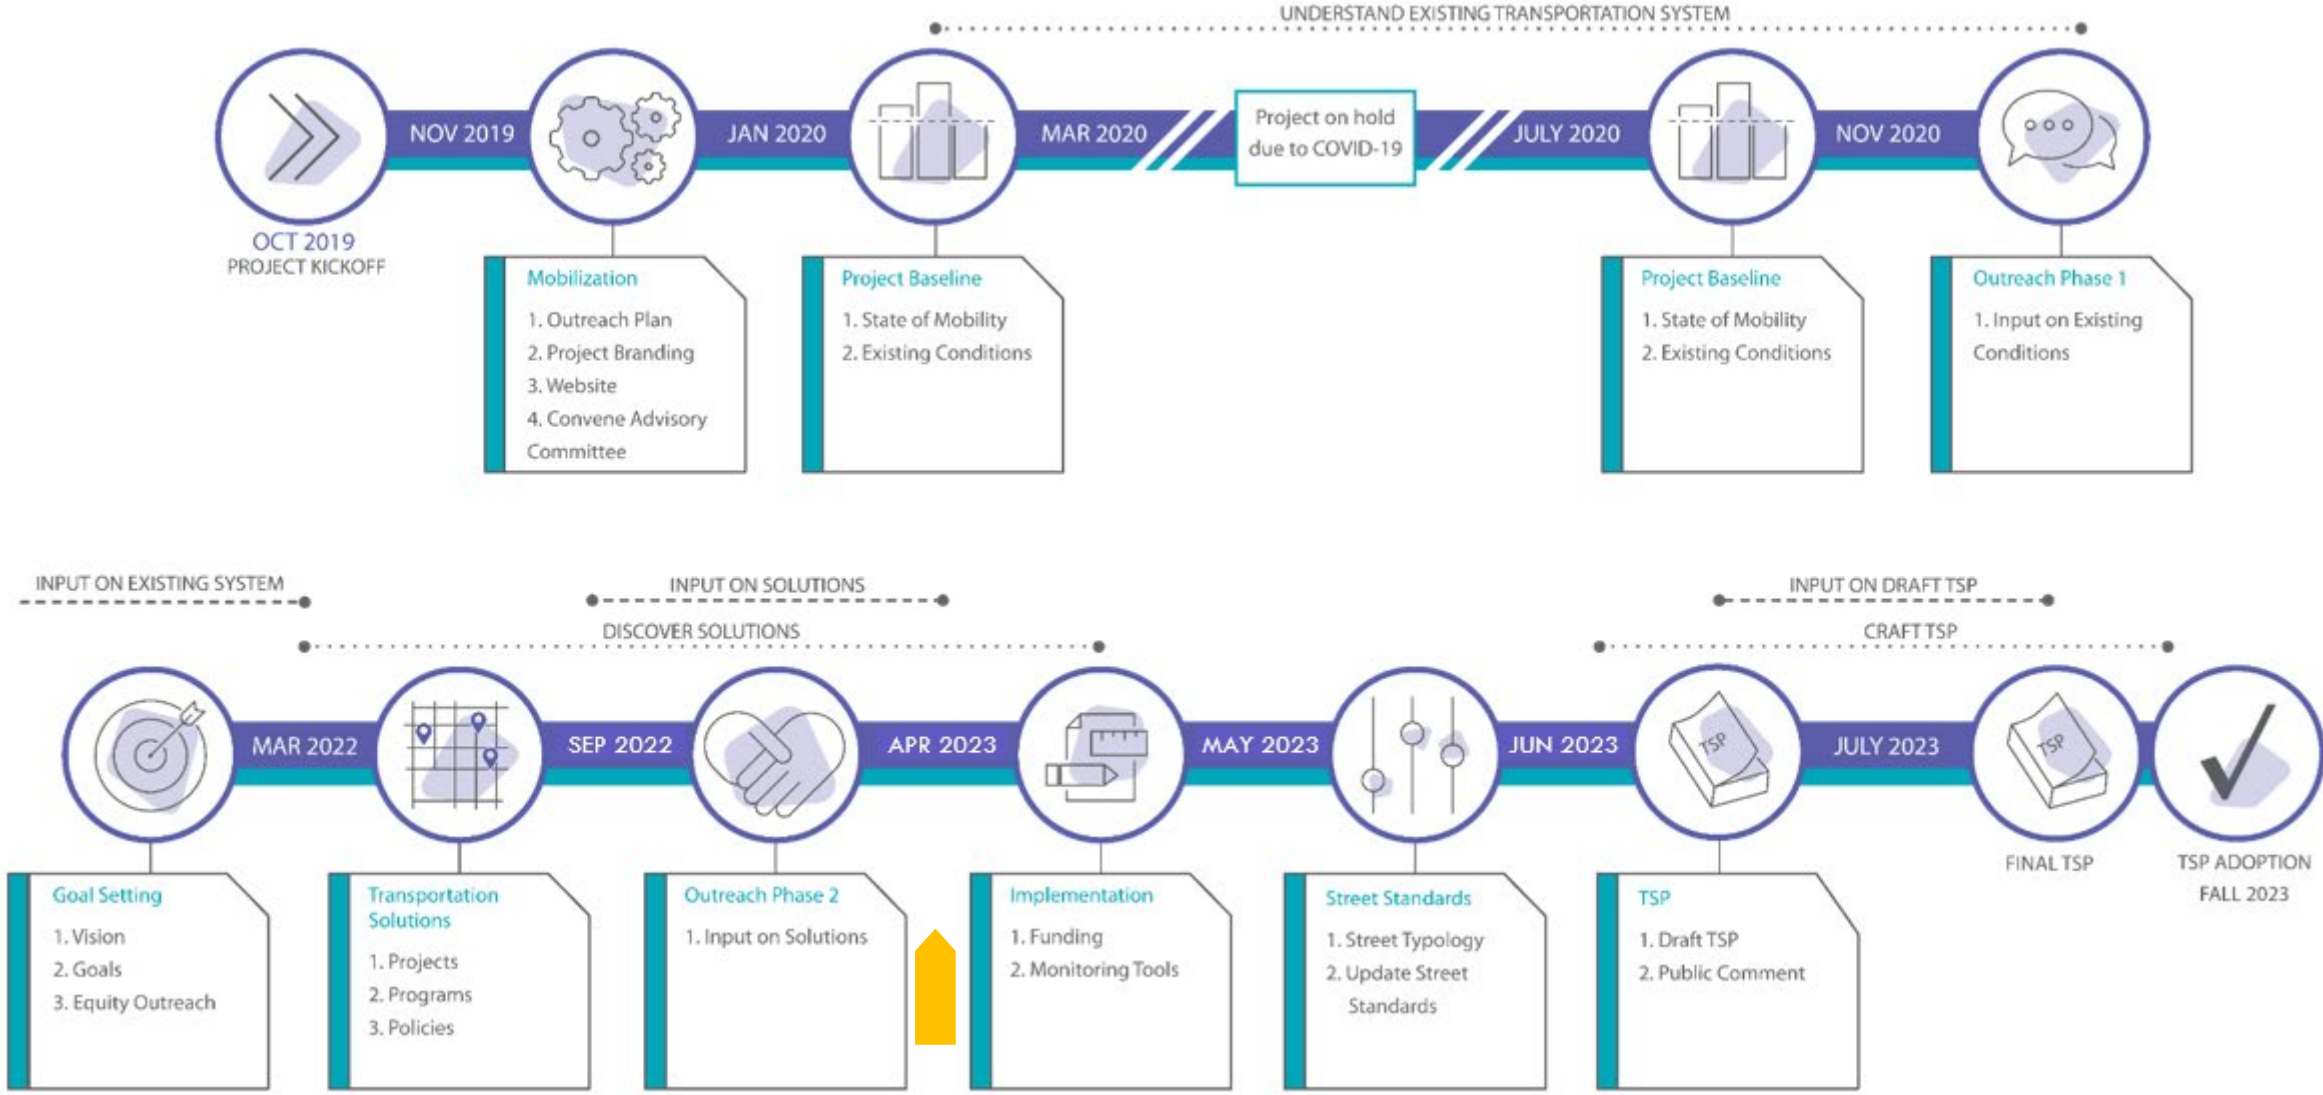 UNDERSTAND EXISTING TRANSPORTATION SYSTEM
NOV 2019
JAN 2020
MAR 2020
Project on hold
due to COVID-19
JULY 2020
NOV 2020
OCT 2019
PROJECT KICKOFF
Mobilization
1. Outreach Plan
2. Project Branding
3. Website
4. Convene Advisory
Committee
Project Baseline
1. State of Mobility
2. Existing Conditions
Project Baseline
1. State of Mobility
2. Existing Conditions
Outreach Phase 1
1. Input on Existing
Conditions
INPUT ON EXISTING SYSTEM
INPUT ON SOLUTIONS
INPUT ON DRAFT TSP
DISCOVER SOLUTIONS
CRAFT TSP
MAR 2022
SEP 2022
APR 2023
MAY 2023
JUN 2023
TSP
JULY 2023
TSP
FINAL TSP
TSP ADOPTION
FALL 2023
Goal Setting
1. Vision
2. Goals
3. Equity Outreach
Transportation
Solutions
1. Projects
2. Programs
3. Policies
Outreach Phase 2
1. Input on Solutions
Implementation
1. Funding
2. Monitoring Tools
Street Standards
1. Street Typology
2. Update Street
Standards
TSP
1. Draft TSP
2. Public Comment